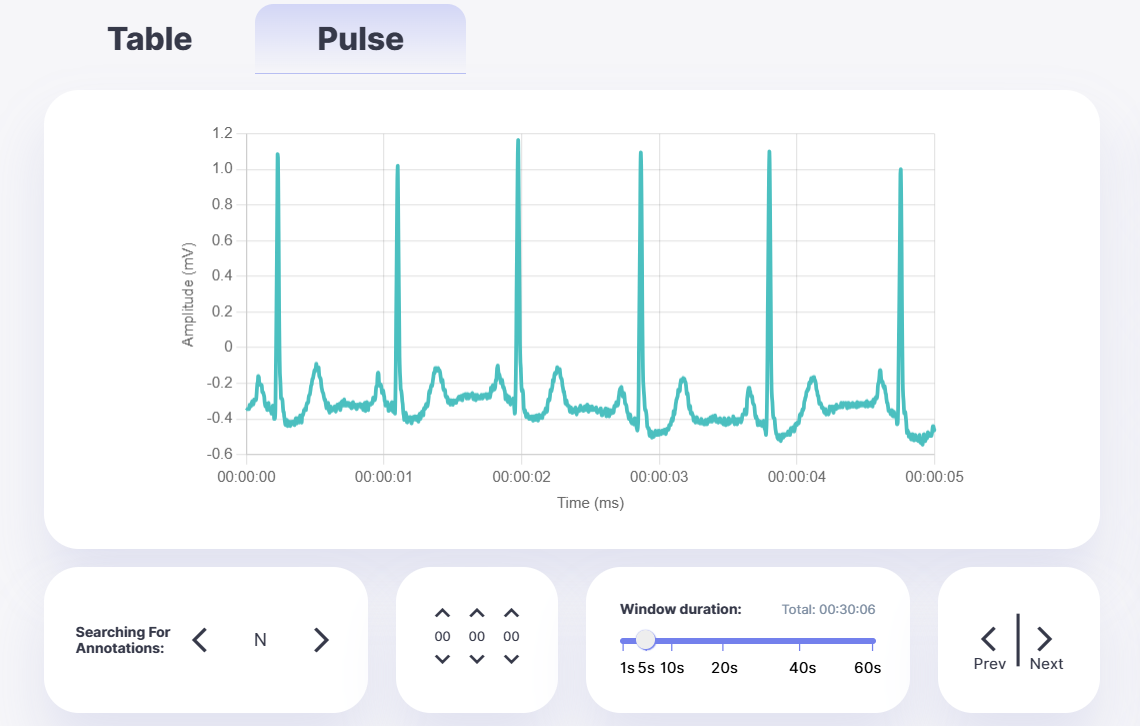 Table Pulse
1.2
1.0
0.8
0.6
0.4
0.2
0
-0.2
-0.4
-0.6
Amplitude (mV)
00:00:00 00:00:01 00:00:02 00:00:03 00:00:04 00:00:05
Time (ms)
Searching For
Annotations:
N
00 00 00
Window duration: Total: 00:30:06
1s 5s 10s 20s 40s 60s
Prev Next